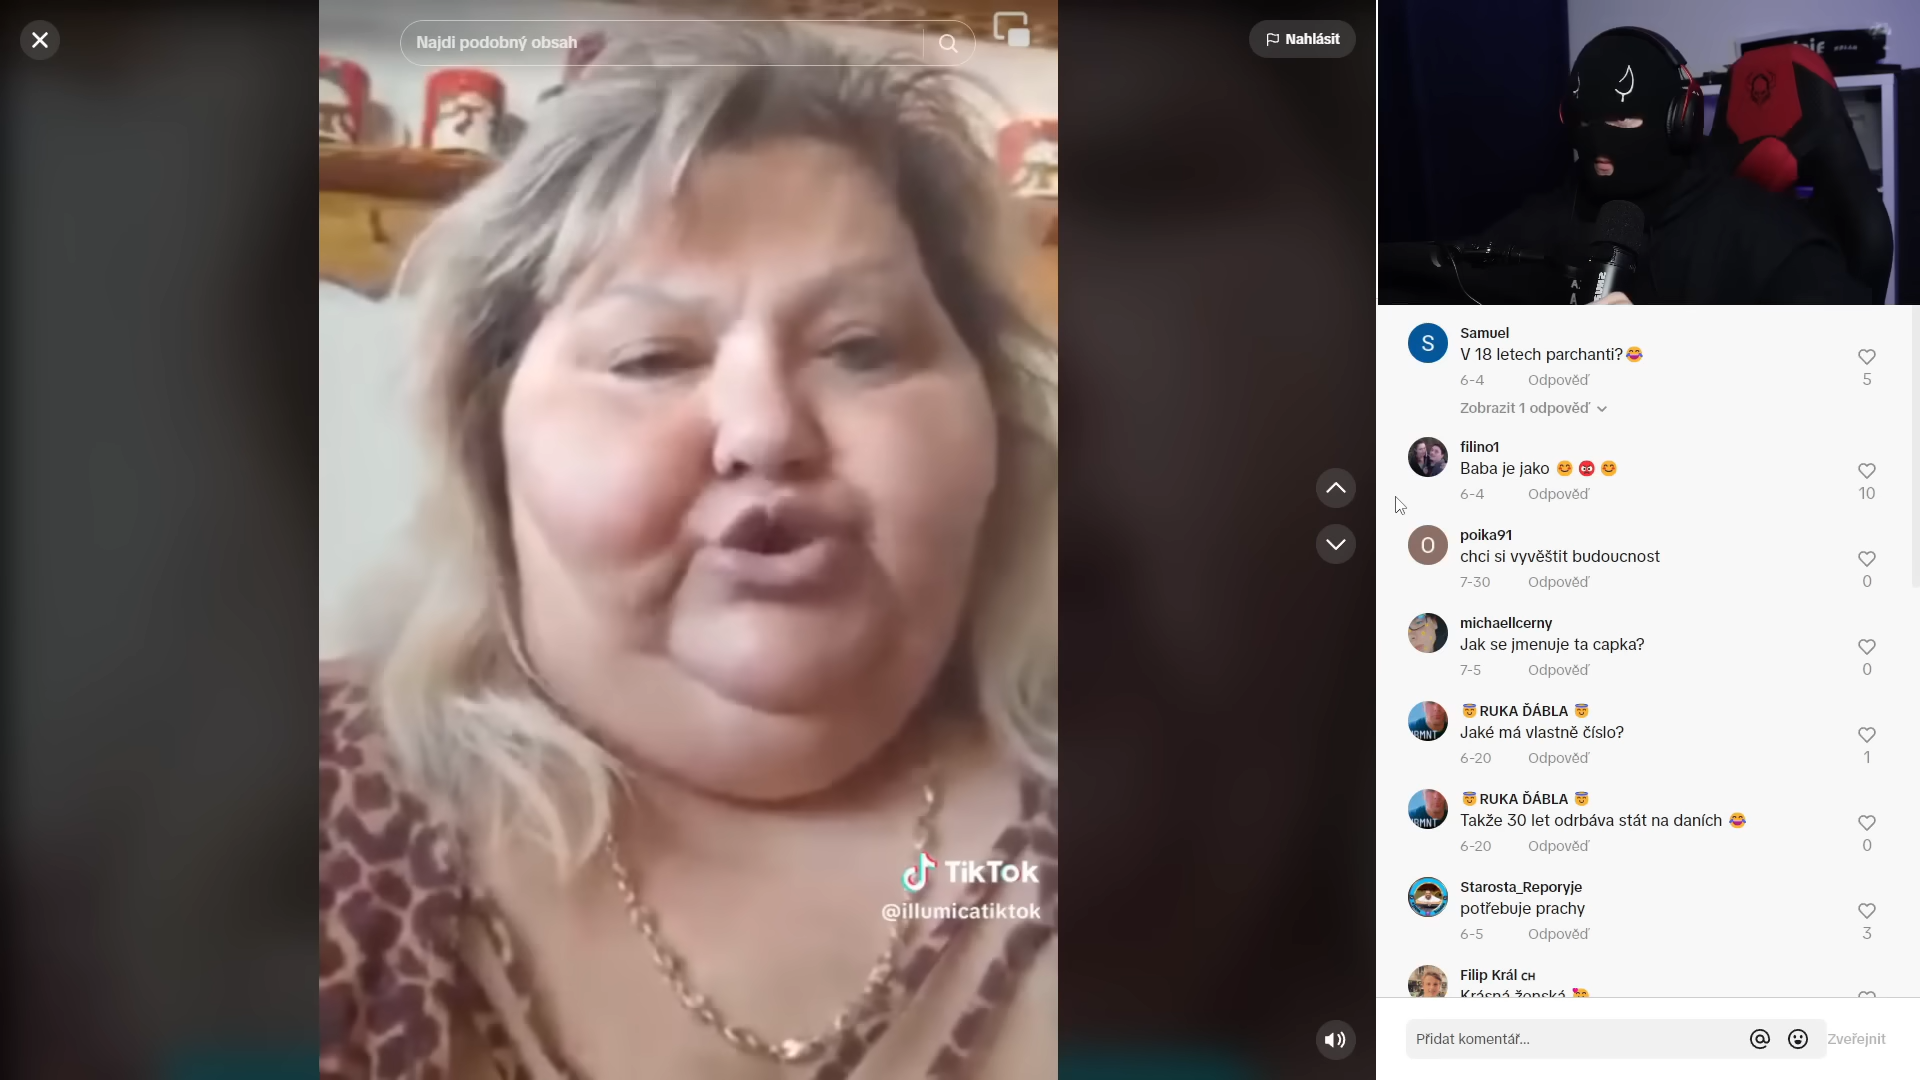 Najdi podobný obsah
Nahlásit
TikTok
@illumicatiktok
Samuel
V 18 letech parchanti?😂
6-4 Odpověď
5
Zobrazit 1 odpověď
filino1
Baba je jako 😊 😡 😊
6-4 Odpověď
10
poika91
chci si vyvěštit budoucnost
7-30 Odpověď
0
michaellcerny
Jak se jmenuje ta capka?
7-5 Odpověď
0
😇RUKA ĎÁBLA 😇
Jaké má vlastně číslo?
6-20 Odpověď
1
😇RUKA ĎÁBLA 😇
Takže 30 let odrbáva stát na daních 😂
6-20 Odpověď
0
Starosta_Reporyje
potřebuje prachy
6-5 Odpověď
3
Filip Král ᴄʜ
Krásná ženská 🥰
Přidat komentář...
Zveřejnit